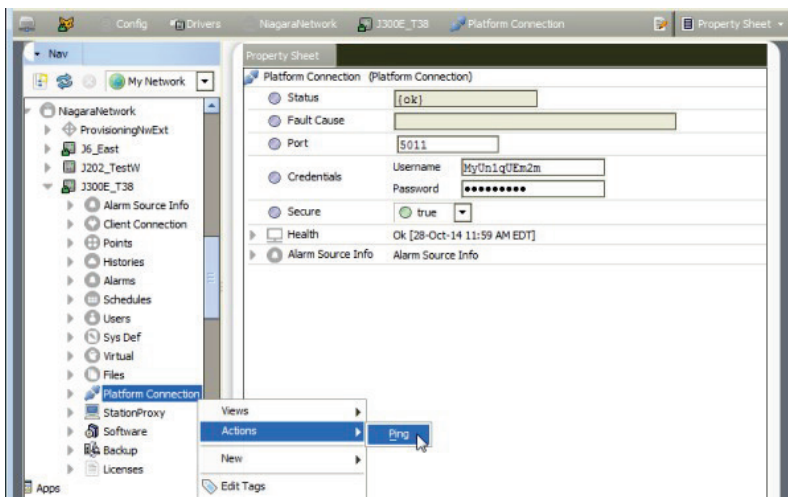 Config Drivers NiagaraNetwork J300E_T38 Platform Connection Property Sheet
Nav
My Network
NiagaraNetwork
ProvisioningNwExt
J6_East
J202_TestW
J300E_T38
Alarm Source Info
Client Connection
Points
Histories
Alarms
Schedules
Users
Sys Def
Virtual
Files
Platform Connection
StationProxy
Software
Backup
Licenses
Apps
Property Sheet
Platform Connection (Platform Connection)
Status {ok}
Fault Cause
Port 5011
Credentials
Username MyUn1qUEm2m
Password •••••••••
Secure true
Health Ok [28-Oct-14 11:59 AM EDT]
Alarm Source Info Alarm Source Info
Views
Actions
Ping
New
Edit Tags